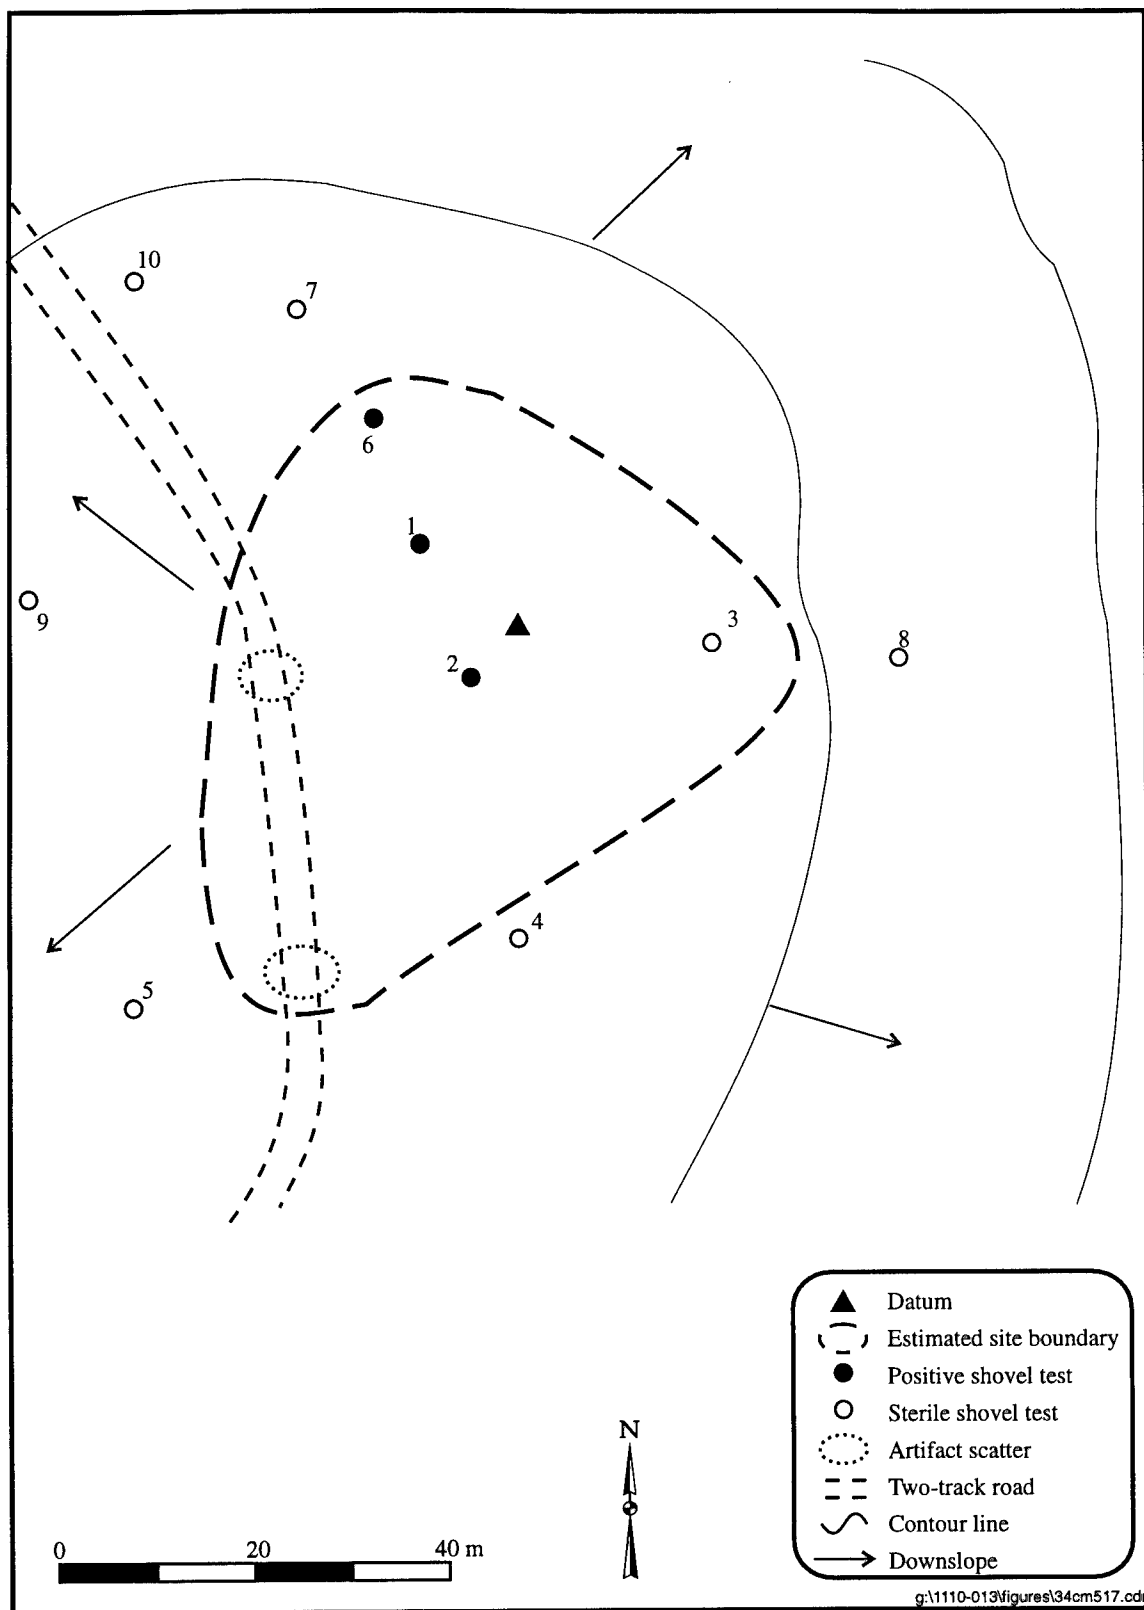 10
7
6
1
9
3
8
2
4
5
Datum
Estimated site boundary
Positive shovel test
Sterile shovel test
Artifact scatter
Two-track road
Contour line
Downslope
N
0 20 40 m
g:\1110-013\figures\34cm517.cdr